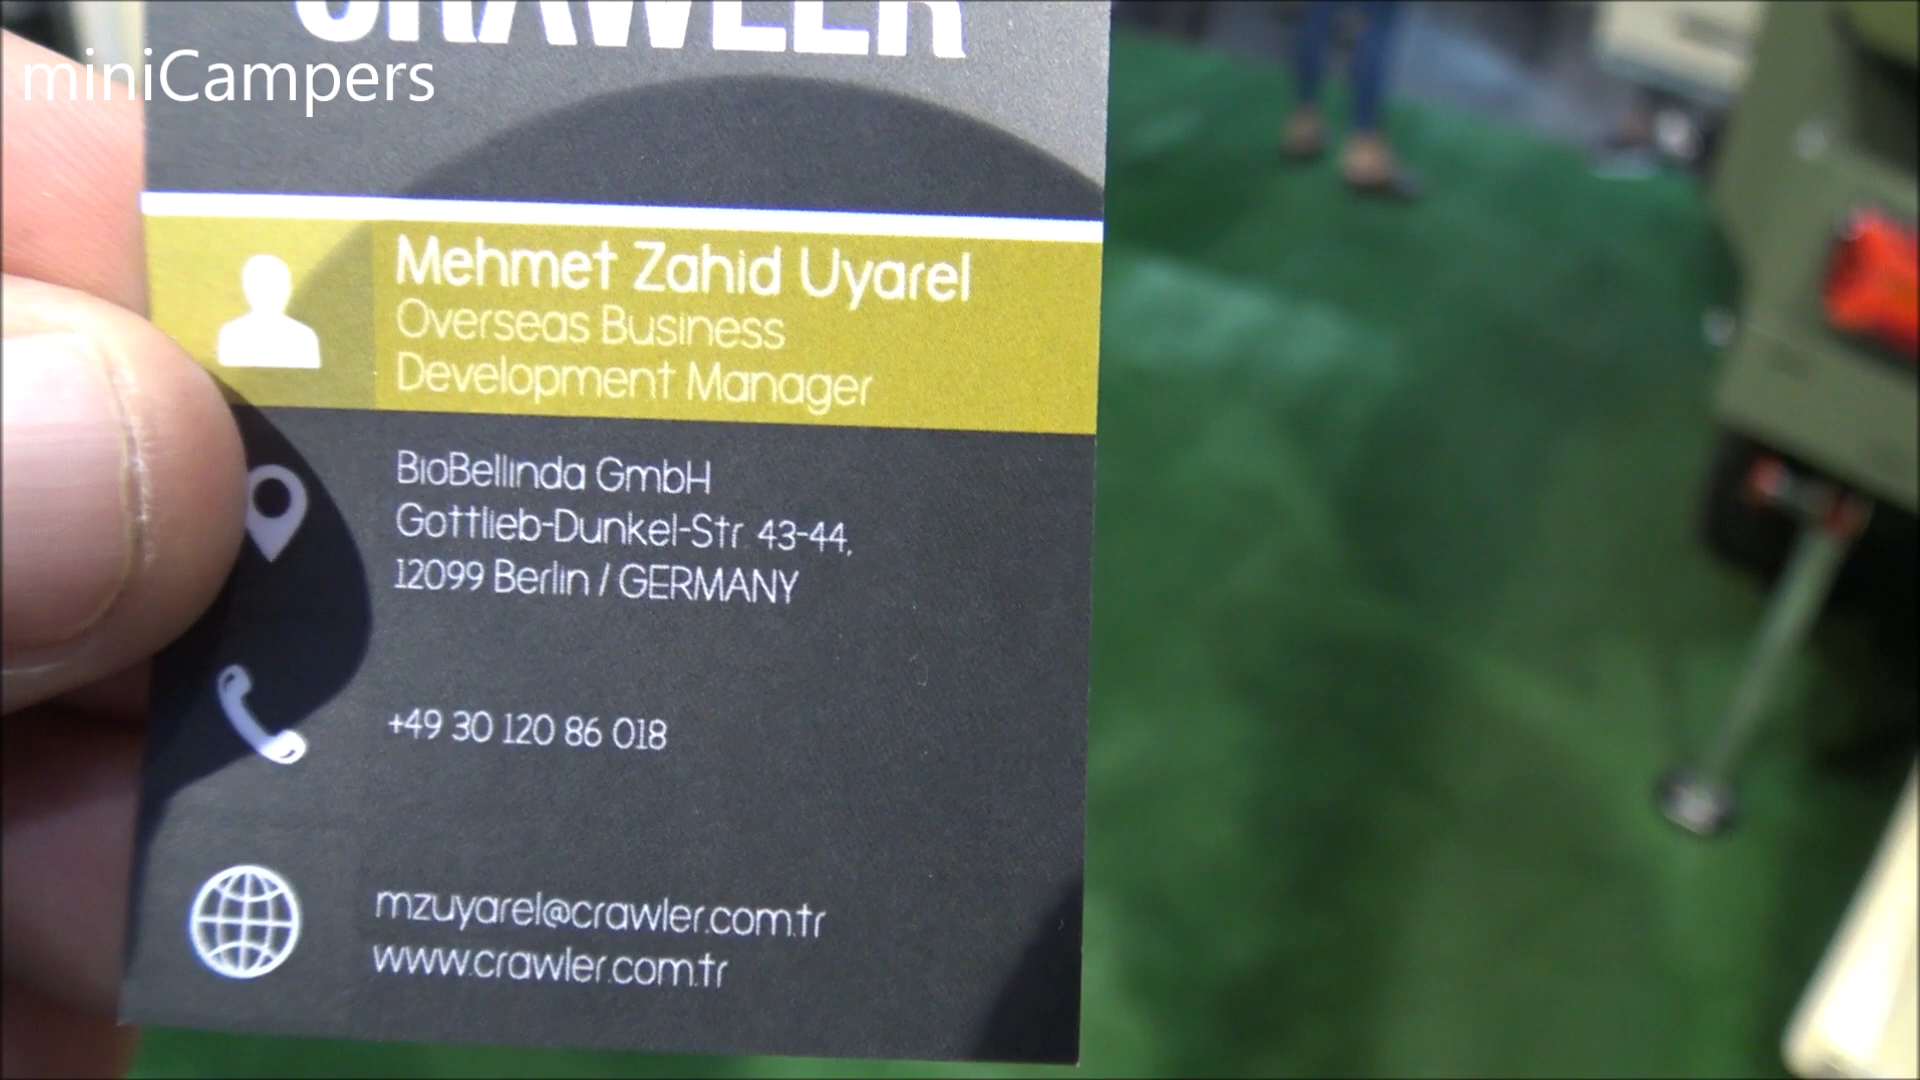 CRAWLER
miniCampers
Mehmet Zahid Uyarel
Overseas Business
Development Manager
BioBellinda GmbH
Gottlieb-Dunkel-Str 43-44,
12099 Berlin / GERMANY
+49 30 120 86 018
mzuyarel@crawler.com.tr
www.crawler.com.tr